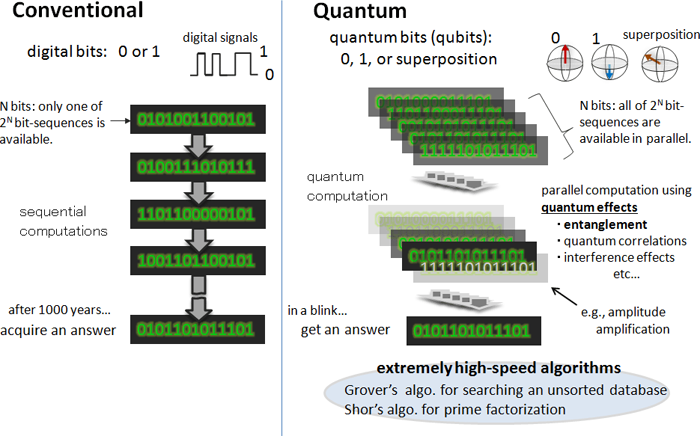 Conventional
digital bits: 0 or 1
digital signals
1
0
N bits: only one of
2^N bit-sequences is
available.
0101001100101
0100111010111
sequential
computations
1101100000101
1001101100101
after 1000 years...
acquire an answer
0101101011101
Quantum
quantum bits (qubits):
0, 1, or superposition
0
1
superposition
N bits: all of 2^N bit-
sequences are
available in parallel.
1111101011101
quantum
computation
parallel computation using
quantum effects
・entanglement
・quantum correlations
・interference effects
etc...
0101101011101
1111101011101
e.g., amplitude
amplification
in a blink...
get an answer
0101101011101
extremely high-speed algorithms
Grover's algo. for searching an unsorted database
Shor's algo. for prime factorization